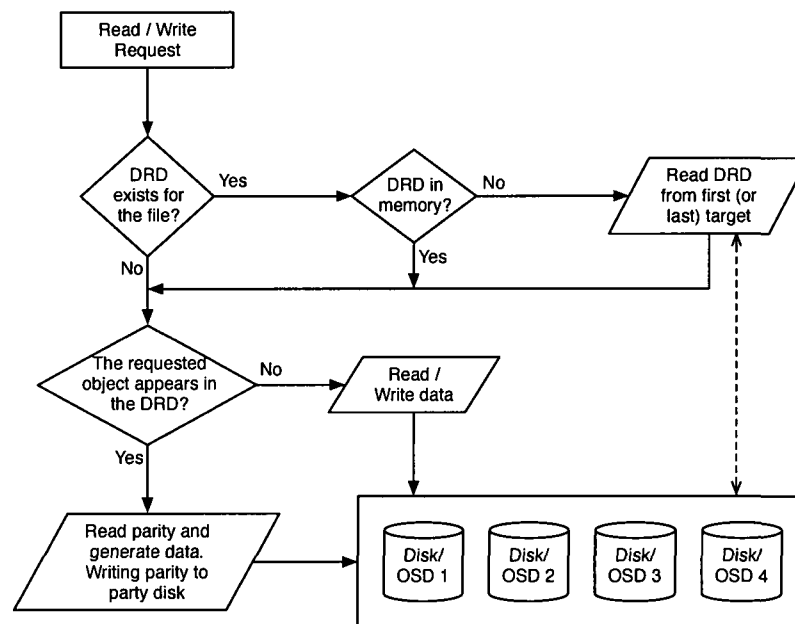 Read / Write
Request
DRD
exists for
the file?
Yes
DRD in
memory?
No
Read DRD
from first (or
last) target
No
Yes
The requested
object appears in
the DRD?
No
Read /
Write data
Yes
Read parity and
generate data.
Writing parity to
party disk
Disk/
OSD 1
Disk/
OSD 2
Disk/
OSD 3
Disk/
OSD 4